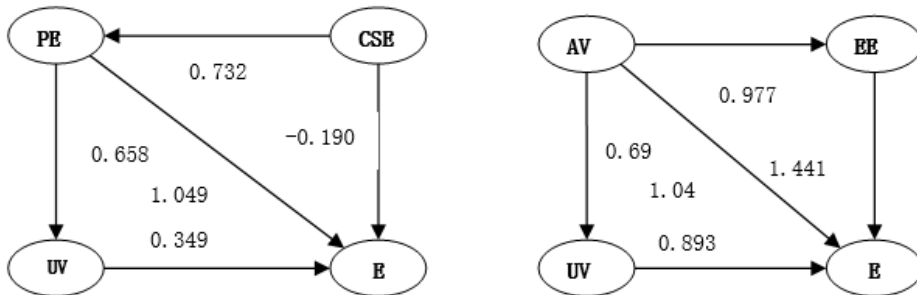 PE
CSE
0.732
-0.190
0.658
1.049
0.349
UV
E
AV
EE
0.977
0.69
1.441
1.04
0.893
UV
E